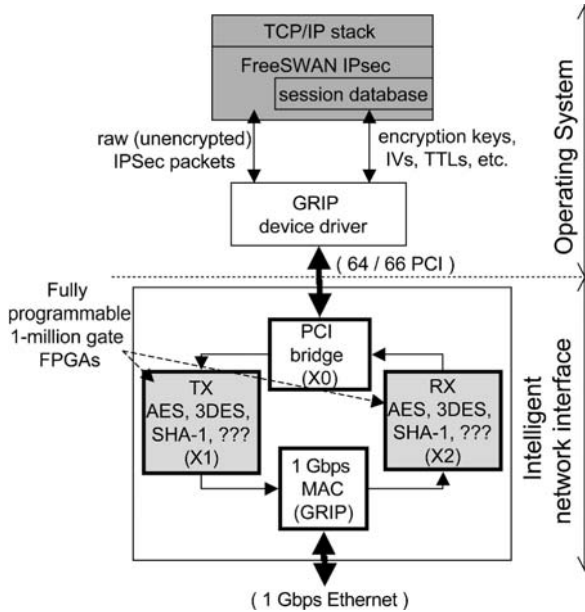 TCP/IP stack
FreeSWAN IPsec
session database
raw (unencrypted)
IPSec packets
encryption keys,
IVs, TTLs, etc.
GRIP
device driver
Operating System
( 64 / 66 PCI )
Fully
programmable
1-million gate
FPGAs
PCI
bridge
(X0)
TX
AES, 3DES,
SHA-1, ???
(X1)
RX
AES, 3DES,
SHA-1, ???
(X2)
1 Gbps
MAC
(GRIP)
Intelligent
network interface
( 1 Gbps Ethernet )